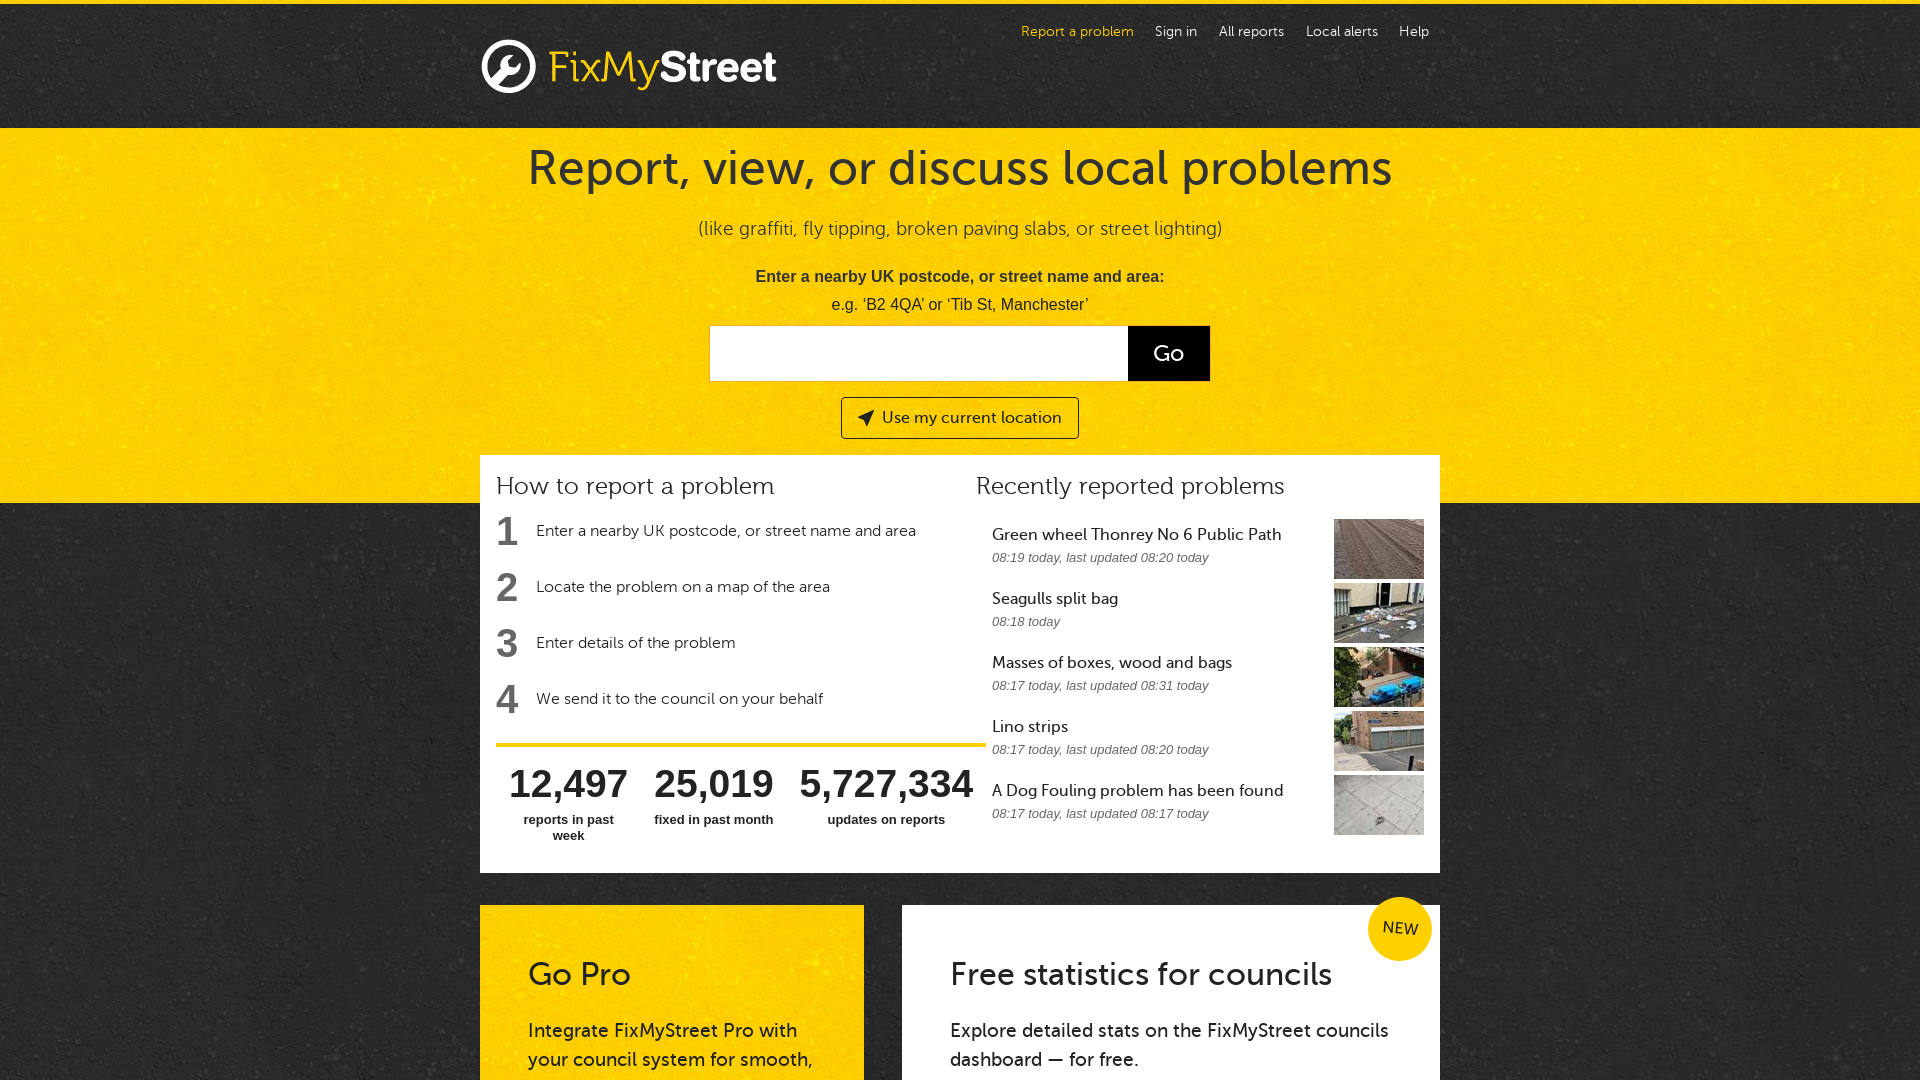 Report a problem
Sign in
All reports
Local alerts
Help
FixMyStreet
Report, view, or discuss local problems
(like graffiti, fly tipping, broken paving slabs, or street lighting)
Enter a nearby UK postcode, or street name and area:
e.g. ‘B2 4QA’ or ‘Tib St, Manchester’
Go
Use my current location
How to report a problem
1 Enter a nearby UK postcode, or street name and area
2 Locate the problem on a map of the area
3 Enter details of the problem
4 We send it to the council on your behalf
12,497
reports in past
week
25,019
fixed in past month
5,727,334
updates on reports
Recently reported problems
Green wheel Thonrey No 6 Public Path
08:19 today, last updated 08:20 today
Seagulls split bag
08:18 today
Masses of boxes, wood and bags
08:17 today, last updated 08:31 today
Lino strips
08:17 today, last updated 08:20 today
A Dog Fouling problem has been found
08:17 today, last updated 08:17 today
Go Pro
Integrate FixMyStreet Pro with
your council system for smooth,
NEW
Free statistics for councils
Explore detailed stats on the FixMyStreet councils
dashboard — for free.